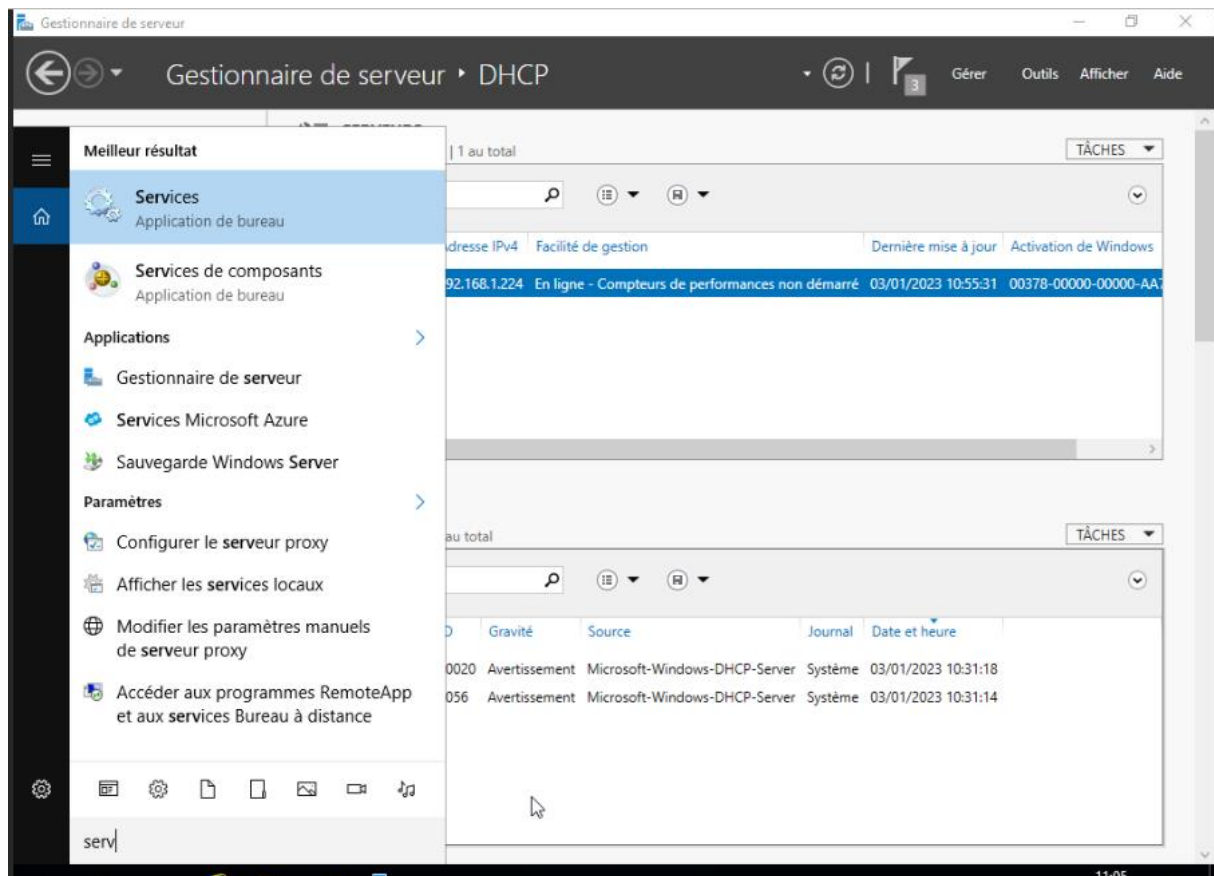 Gestionnaire de serveur
Gestionnaire de serveur ‣ DHCP
3
Gérer Outils Afficher Aide
Meilleur résultat
Services
Application de bureau
Services de composants
Application de bureau
Applications
Gestionnaire de serveur
Services Microsoft Azure
Sauvegarde Windows Server
Paramètres
Configurer le serveur proxy
Afficher les services locaux
Modifier les paramètres manuels
de serveur proxy
Accéder aux programmes RemoteApp
et aux services Bureau à distance
serv
| 1 au total
TÂCHES
dresse IPv4 Facilité de gestion Dernière mise à jour Activation de Windows
92.168.1.224 En ligne - Compteurs de performances non démarré 03/01/2023 10:55:31 00378-00000-00000-AA7
au total
TÂCHES
Gravité Source Journal Date et heure
0020 Avertissement Microsoft-Windows-DHCP-Server Système 03/01/2023 10:31:18
056 Avertissement Microsoft-Windows-DHCP-Server Système 03/01/2023 10:31:14
11:05